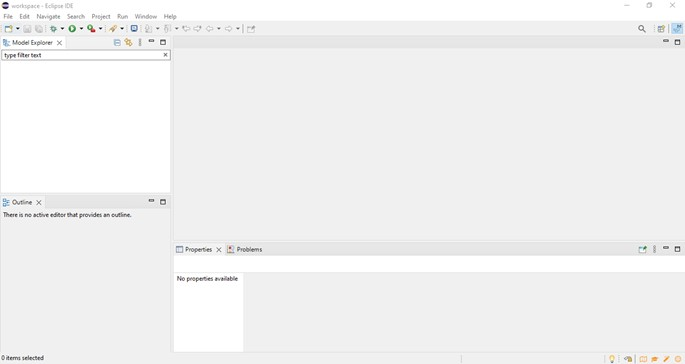 workspace - Eclipse IDE
File Edit Navigate Search Project Run Window Help
Model Explorer
type filter text
Outline
There is no active editor that provides an outline.
Properties Problems
No properties available
0 items selected